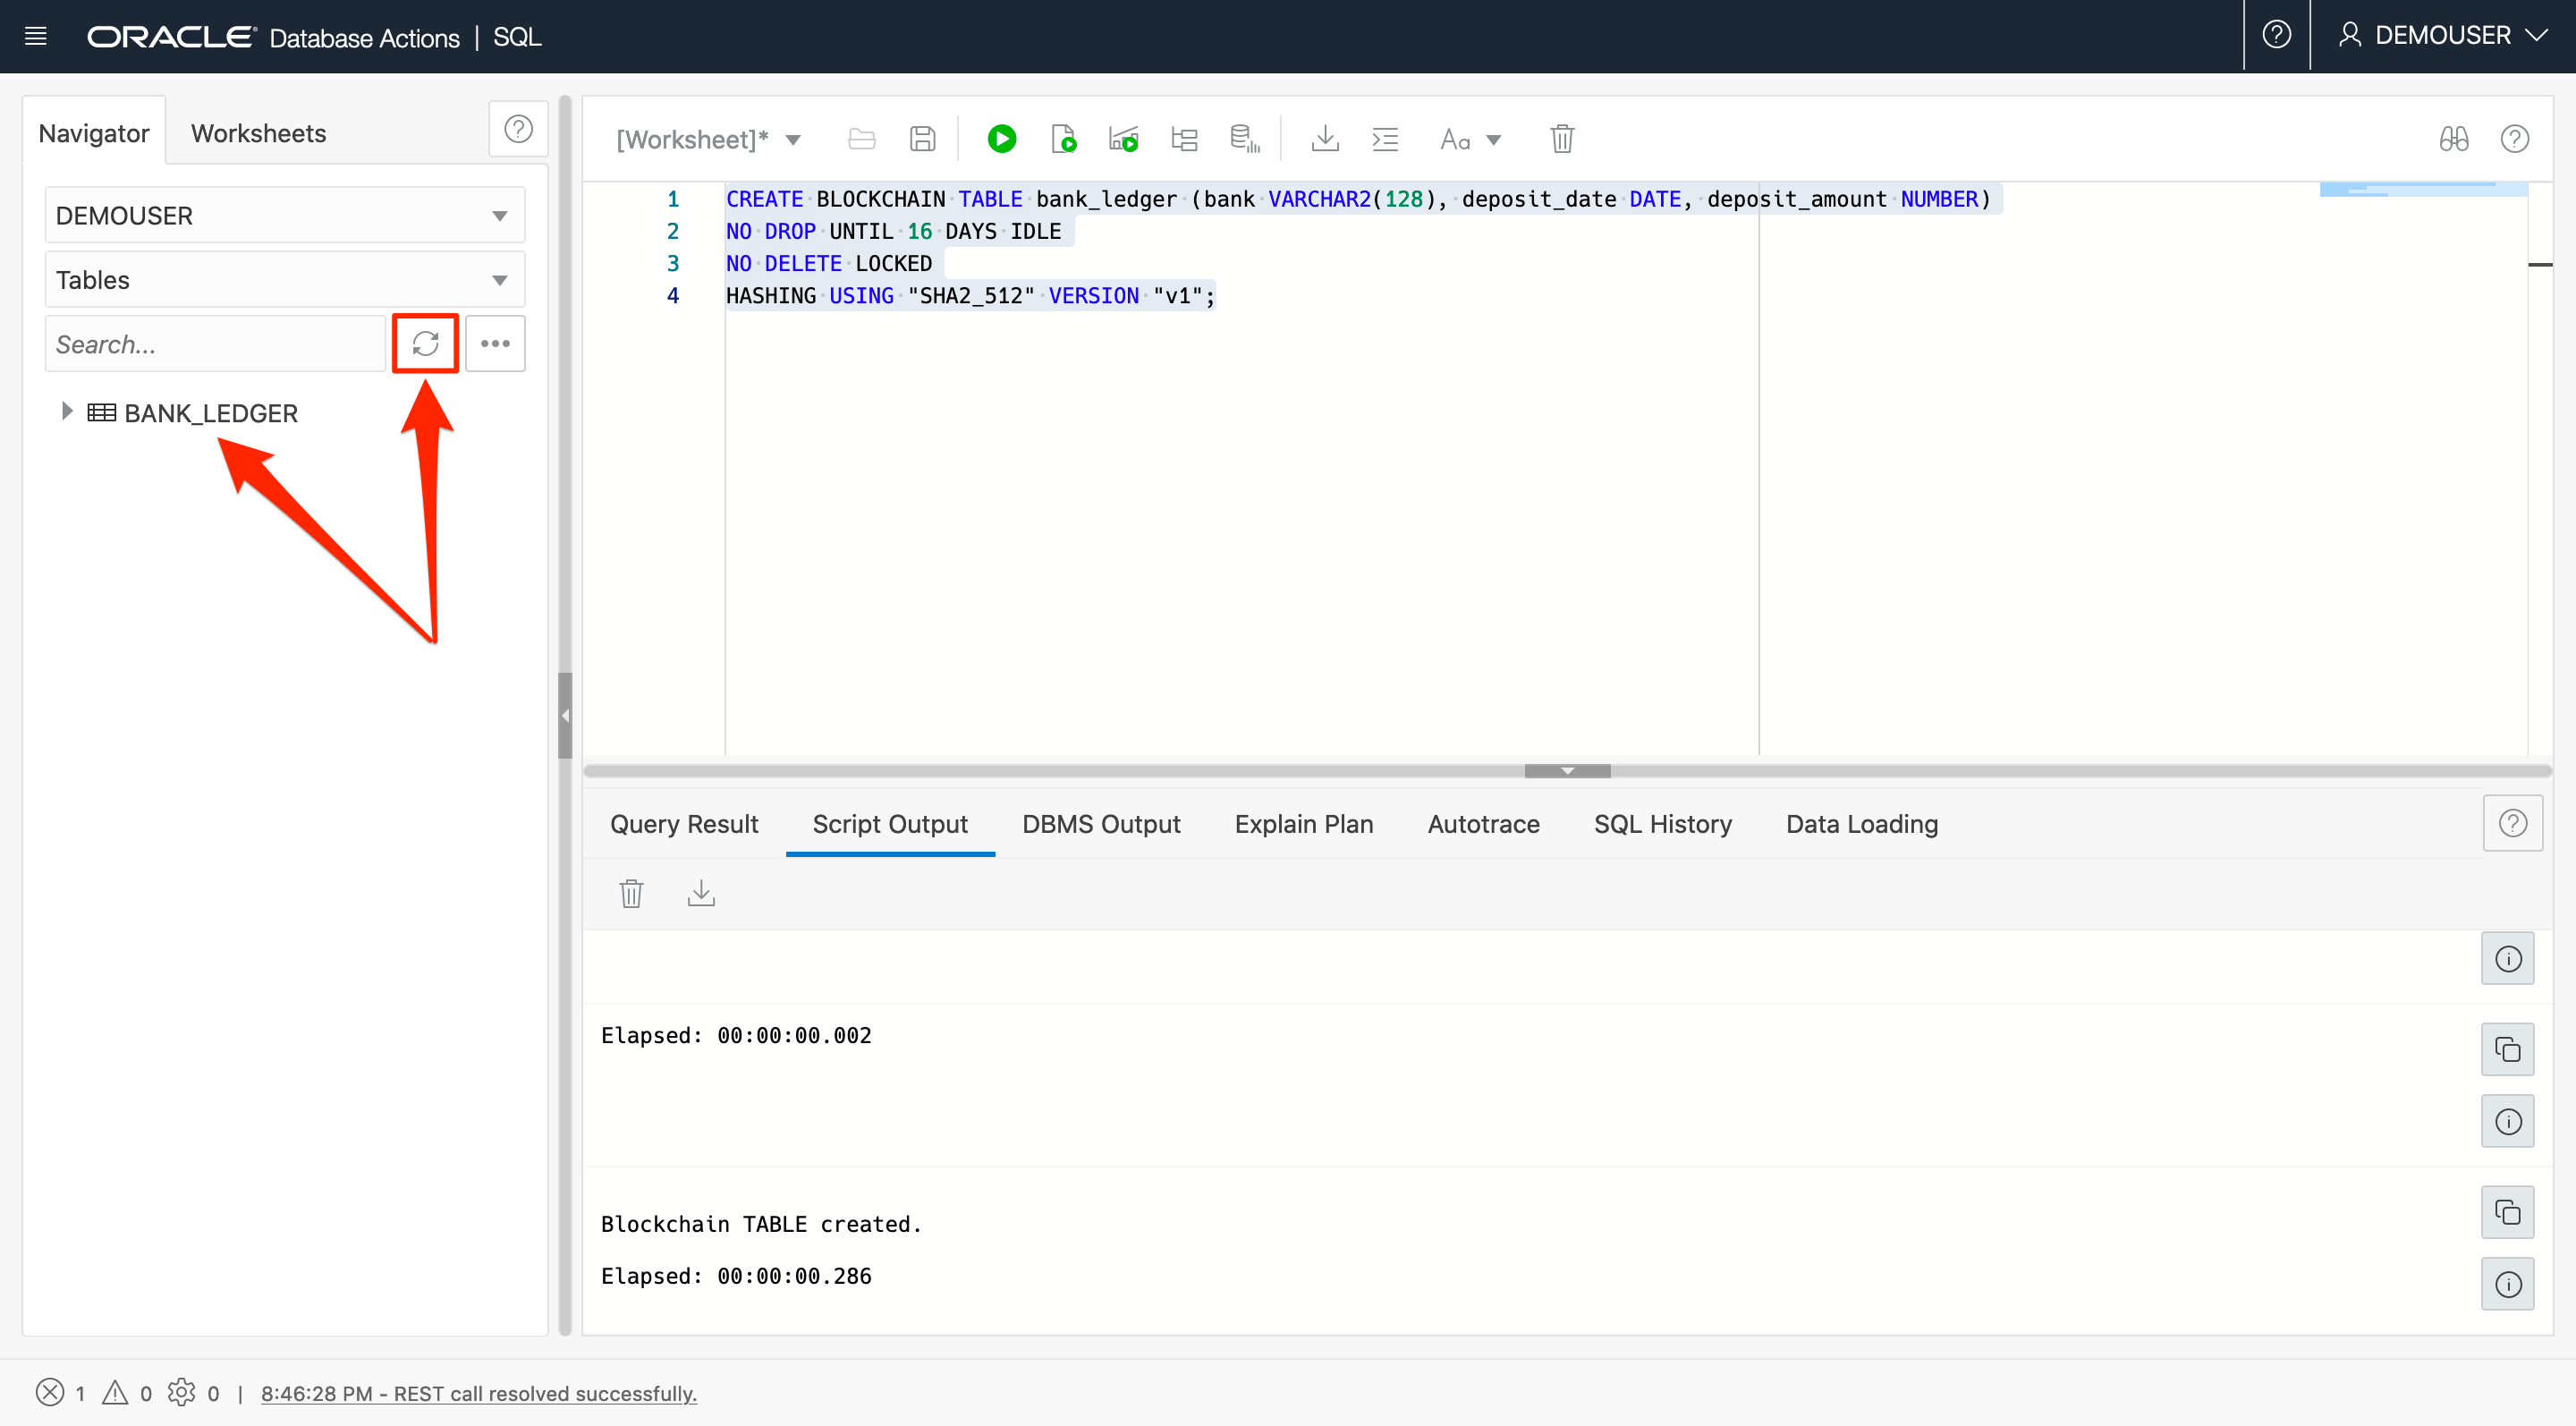 ORACLE Database Actions | SQL
DEMOUSER
Navigator
Worksheets
DEMOUSER
Tables
Search...
BANK_LEDGER
[Worksheet]*
Aa
1 CREATE BLOCKCHAIN TABLE bank_ledger (bank VARCHAR2(128), deposit_date DATE, deposit_amount NUMBER)
2 NO DROP UNTIL 16 DAYS IDLE
3 NO DELETE LOCKED
4 HASHING USING "SHA2_512" VERSION "v1";
Query Result
Script Output
DBMS Output
Explain Plan
Autotrace
SQL History
Data Loading
Elapsed: 00:00:00.002
Blockchain TABLE created.
Elapsed: 00:00:00.286
1 0 0 | 8:46:28 PM - REST call resolved successfully.